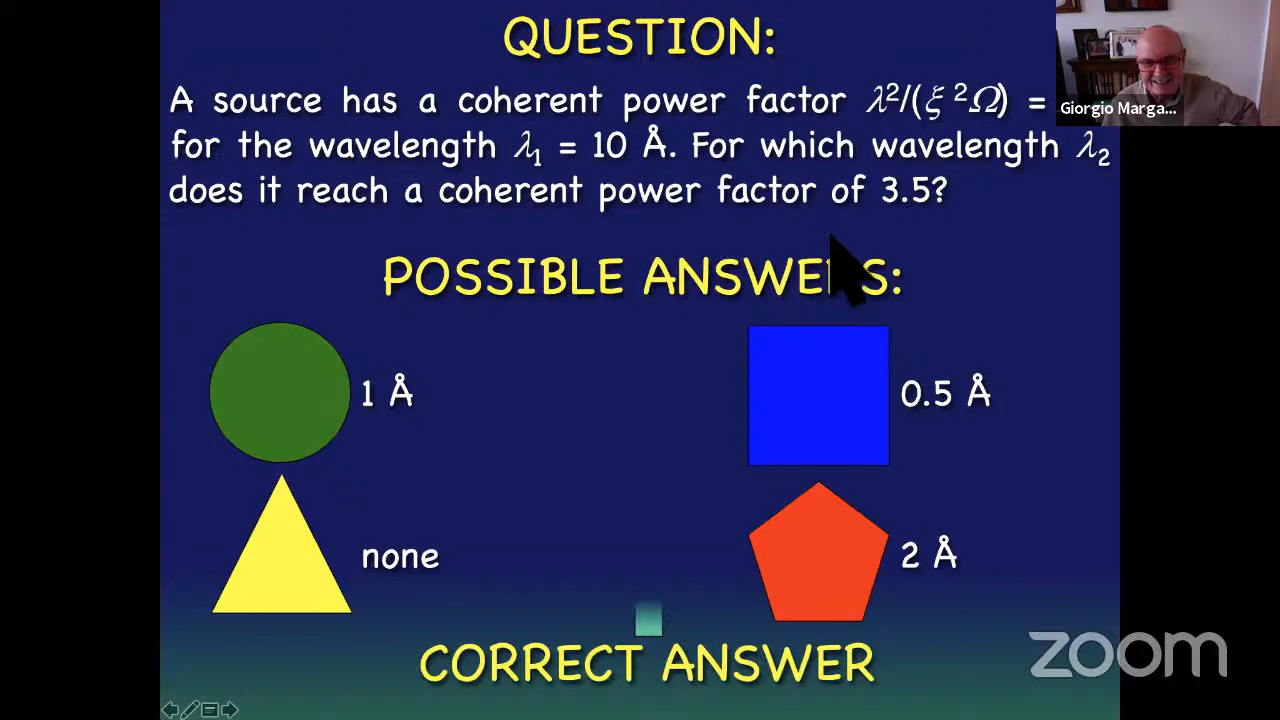 QUESTION:
A source has a coherent power factor λ²/(ξ ²Ω) =
for the wavelength λ₁ = 10 Å. For which wavelength λ₂
does it reach a coherent power factor of 3.5?
Giorgio Marga...
POSSIBLE ANSWERS:
1 Å
0.5 Å
none
2 Å
CORRECT ANSWER
zoom